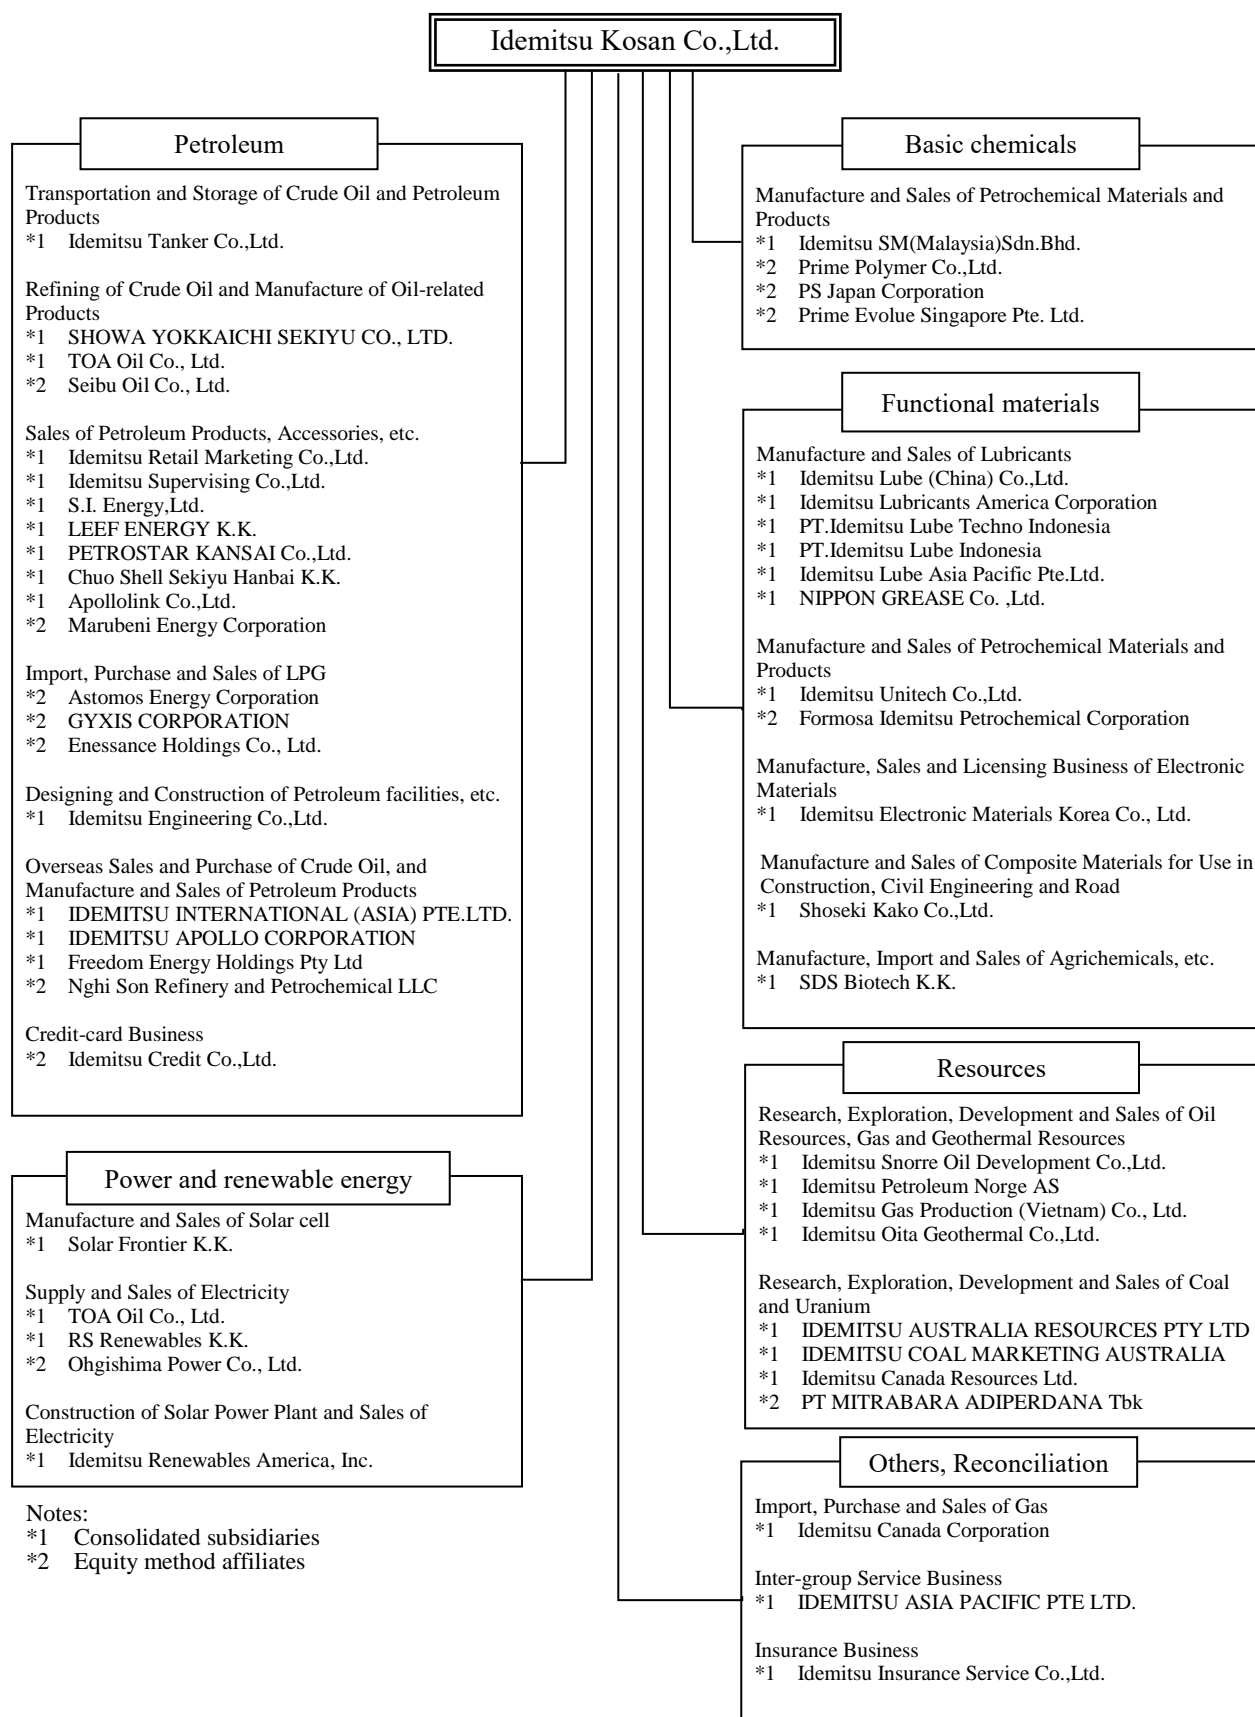 Idemitsu Kosan Co.,Ltd.
Petroleum
Transportation and Storage of Crude Oil and Petroleum
Products
*1 Idemitsu Tanker Co.,Ltd.
Refining of Crude Oil and Manufacture of Oil-related
Products
*1 SHOWA YOKKAICHI SEKIYU CO., LTD.
*1 TOA Oil Co., Ltd.
*2 Seibu Oil Co., Ltd.
Sales of Petroleum Products, Accessories, etc.
*1 Idemitsu Retail Marketing Co.,Ltd.
*1 Idemitsu Supervising Co.,Ltd.
*1 S.I. Energy,Ltd.
*1 LEEF ENERGY K.K.
*1 PETROSTAR KANSAI Co.,Ltd.
*1 Chuo Shell Sekiyu Hanbai K.K.
*1 Apollolink Co.,Ltd.
*2 Marubeni Energy Corporation
Import, Purchase and Sales of LPG
*2 Astomos Energy Corporation
*2 GYXIS CORPORATION
*2 Enessance Holdings Co., Ltd.
Designing and Construction of Petroleum facilities, etc.
*1 Idemitsu Engineering Co.,Ltd.
Overseas Sales and Purchase of Crude Oil, and
Manufacture and Sales of Petroleum Products
*1 IDEMITSU INTERNATIONAL (ASIA) PTE.LTD.
*1 IDEMITSU APOLLO CORPORATION
*1 Freedom Energy Holdings Pty Ltd
*2 Nghi Son Refinery and Petrochemical LLC
Credit-card Business
*2 Idemitsu Credit Co.,Ltd.
Power and renewable energy
Manufacture and Sales of Solar cell
*1 Solar Frontier K.K.
Supply and Sales of Electricity
*1 TOA Oil Co., Ltd.
*1 RS Renewables K.K.
*2 Ohgishima Power Co., Ltd.
Construction of Solar Power Plant and Sales of
Electricity
*1 Idemitsu Renewables America, Inc.
Notes:
*1 Consolidated subsidiaries
*2 Equity method affiliates
Basic chemicals
Manufacture and Sales of Petrochemical Materials and
Products
*1 Idemitsu SM(Malaysia)Sdn.Bhd.
*2 Prime Polymer Co.,Ltd.
*2 PS Japan Corporation
*2 Prime Evolue Singapore Pte. Ltd.
Functional materials
Manufacture and Sales of Lubricants
*1 Idemitsu Lube (China) Co.,Ltd.
*1 Idemitsu Lubricants America Corporation
*1 PT.Idemitsu Lube Techno Indonesia
*1 PT.Idemitsu Lube Indonesia
*1 Idemitsu Lube Asia Pacific Pte.Ltd.
*1 NIPPON GREASE Co. ,Ltd.
Manufacture and Sales of Petrochemical Materials and
Products
*1 Idemitsu Unitech Co.,Ltd.
*2 Formosa Idemitsu Petrochemical Corporation
Manufacture, Sales and Licensing Business of Electronic
Materials
*1 Idemitsu Electronic Materials Korea Co., Ltd.
Manufacture and Sales of Composite Materials for Use in
Construction, Civil Engineering and Road
*1 Shoseki Kako Co.,Ltd.
Manufacture, Import and Sales of Agrichemicals, etc.
*1 SDS Biotech K.K.
Resources
Research, Exploration, Development and Sales of Oil
Resources, Gas and Geothermal Resources
*1 Idemitsu Snorre Oil Development Co.,Ltd.
*1 Idemitsu Petroleum Norge AS
*1 Idemitsu Gas Production (Vietnam) Co., Ltd.
*1 Idemitsu Oita Geothermal Co.,Ltd.
Research, Exploration, Development and Sales of Coal
and Uranium
*1 IDEMITSU AUSTRALIA RESOURCES PTY LTD
*1 IDEMITSU COAL MARKETING AUSTRALIA
*1 Idemitsu Canada Resources Ltd.
*2 PT MITRABARA ADIPERDANA Tbk
Others, Reconciliation
Import, Purchase and Sales of Gas
*1 Idemitsu Canada Corporation
Inter-group Service Business
*1 IDEMITSU ASIA PACIFIC PTE LTD.
Insurance Business
*1 Idemitsu Insurance Service Co.,Ltd.